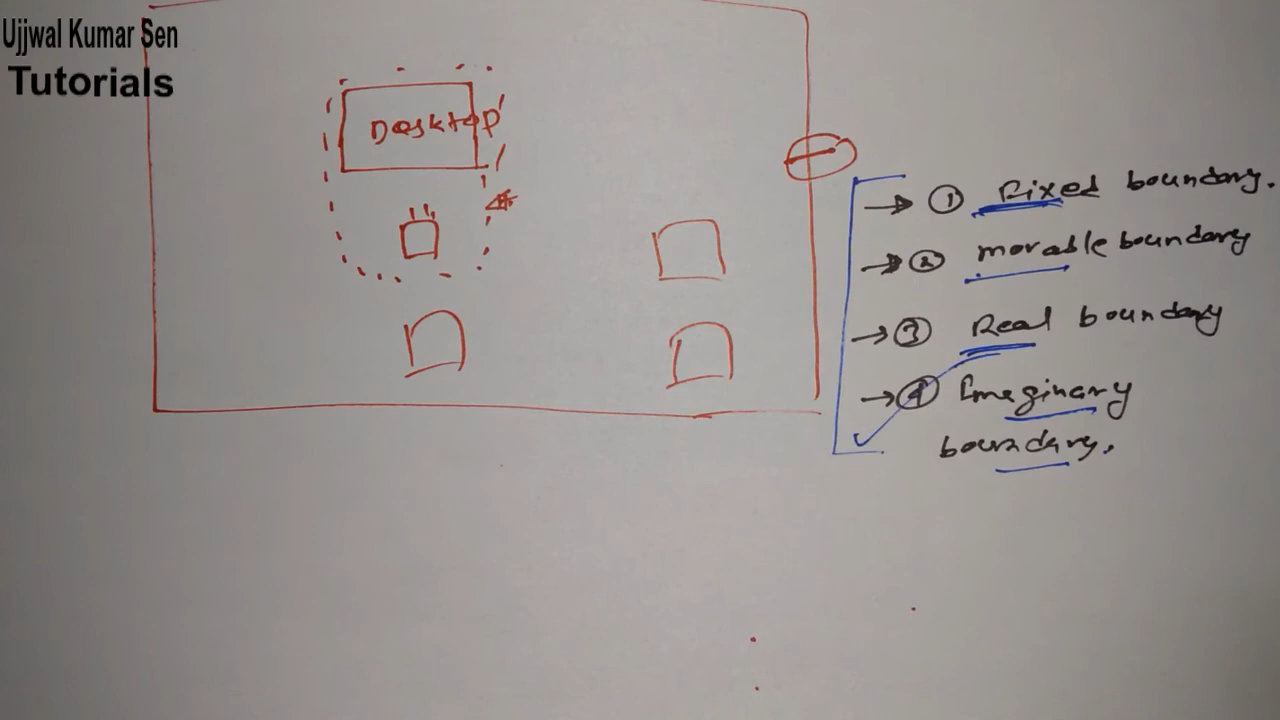 Ujjwal Kumar Sen
Tutorials
Desktop
→ ① Fixed boundary.
→ ② movable boundary
→ ③ Real boundary
→ ④ Imaginary
boundary.